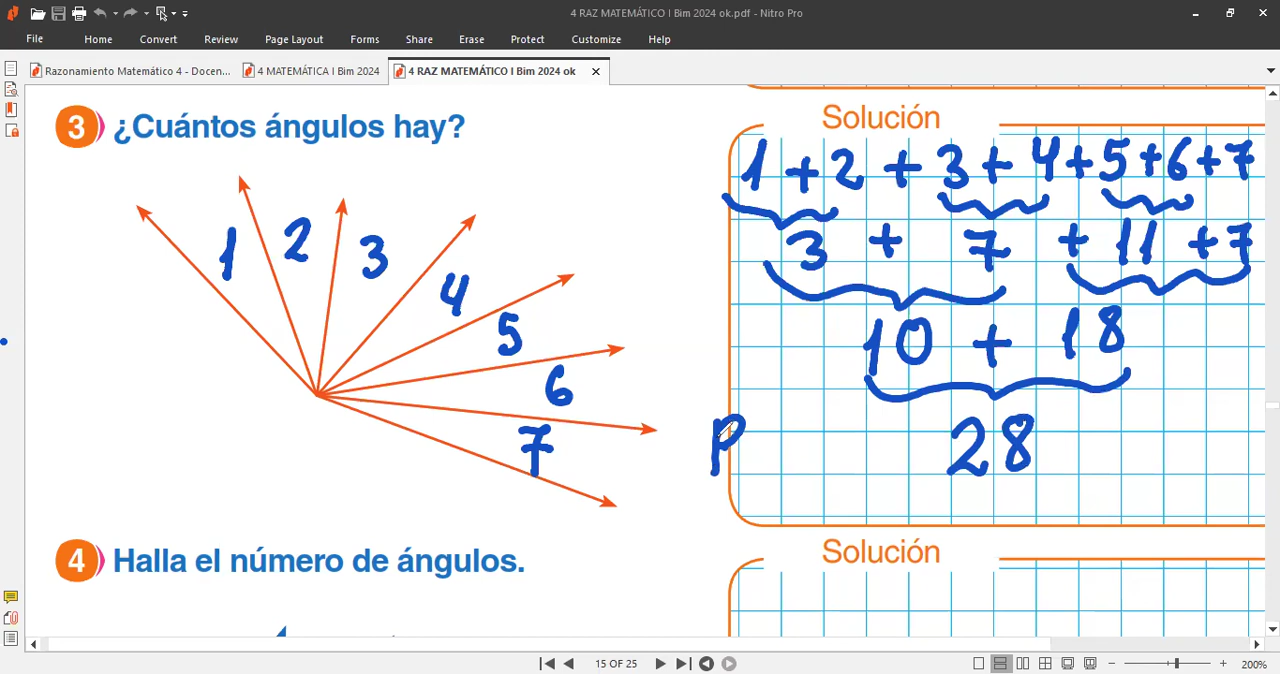 4 RAZ MATEMÁTICO I Bim 2024 ok.pdf - Nitro Pro
File Home Convert Review Page Layout Forms Share Erase Protect Customize Help
Razonamiento Matemático 4 - Docen... 4 MATEMÁTICA I Bim 2024 4 RAZ MATEMÁTICO I Bim 2024 ok
3 ¿Cuántos ángulos hay?
1 2 3 4 5 6 7
Solución
1 + 2 + 3 + 4 + 5 + 6 + 7
3 + 7 + 11 + 7
10 + 18
28
P
4 Halla el número de ángulos.
Solución
15 OF 25
200%